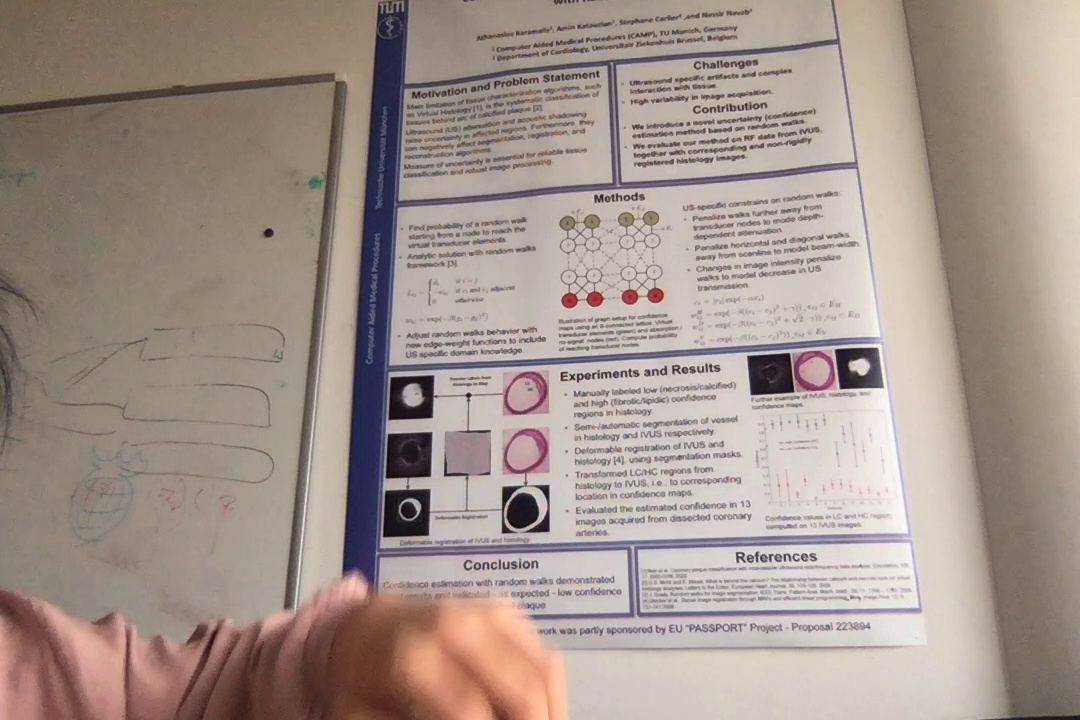 TUM
Athanasios Karamalis¹, Amin Katouzian¹, Stephane Carlier², and Nassir Navab¹
¹ Computer Aided Medical Procedures (CAMP), TU Munich, Germany
² Department of Cardiology, Universitair Ziekenhuis Brussel, Belgium
Technische Universität München
Computer Aided Medical Procedures
Motivation and Problem Statement
Main limitation of tissue characterization algorithms, such
as Virtual Histology [1], is the systematic classification of
tissues behind arc of calcified plaque [2].
Ultrasound (US) attenuation and acoustic shadowing
raise uncertainty in affected regions. Furthermore, they
can negatively affect segmentation, registration, and
reconstruction algorithms.
Measure of uncertainty is essential for reliable tissue
classification and robust image processing.
Challenges
• Ultrasound specific artifacts and complex
interaction with tissue.
• High variability in image acquisition.
Contribution
• We introduce a novel uncertainty (confidence)
estimation method based on random walks.
• We evaluate our method on RF data from IVUS,
together with corresponding and non-rigidly
registered histology images.
Methods
• Find probability of a random walk
starting from a node to reach the
virtual transducer elements.
• Analytic solution with random walks
framework [3].
• Adjust random walks behavior with
new edge-weight functions to include
US specific domain knowledge.
Illustration of graph setup for confidence
maps using an 8-connected lattice. Virtual
transducer elements (green) and absorption /
no-signal nodes (red). Compute probability
of reaching transducer nodes.
US-specific constrains on random walks:
• Penalize walks further away from
transducer nodes to mode depth-
dependent attenuation.
• Penalize horizontal and diagonal walks
away from scanline to model beam-width.
• Changes in image intensity penalize
walks to model decrease in US
transmission.
Transfer Labels from
Histology to Map
Deformable Registration
Deformable registration of IVUS and histology
Experiments and Results
• Manually labeled low (necrosis/calcified)
and high (fibrotic/lipidic) confidence
regions in histology.
• Semi-/automatic segmentation of vessel
in histology and IVUS respectively.
• Deformable registration of IVUS and
histology [4], using segmentation masks.
• Transformed LC/HC regions from
histology to IVUS, i.e., to corresponding
location in confidence maps.
• Evaluated the estimated confidence in 13
images acquired from dissected coronary
arteries.
Further example of IVUS, histology, and
confidence maps.
Confidence values in LC and HC region
computed on 13 IVUS images.
Conclusion
Confidence estimation with random walks demonstrated
results and indicated - as expected - low confidence
plaque.
References
work was partly sponsored by EU "PASSPORT" Project - Proposal 223894